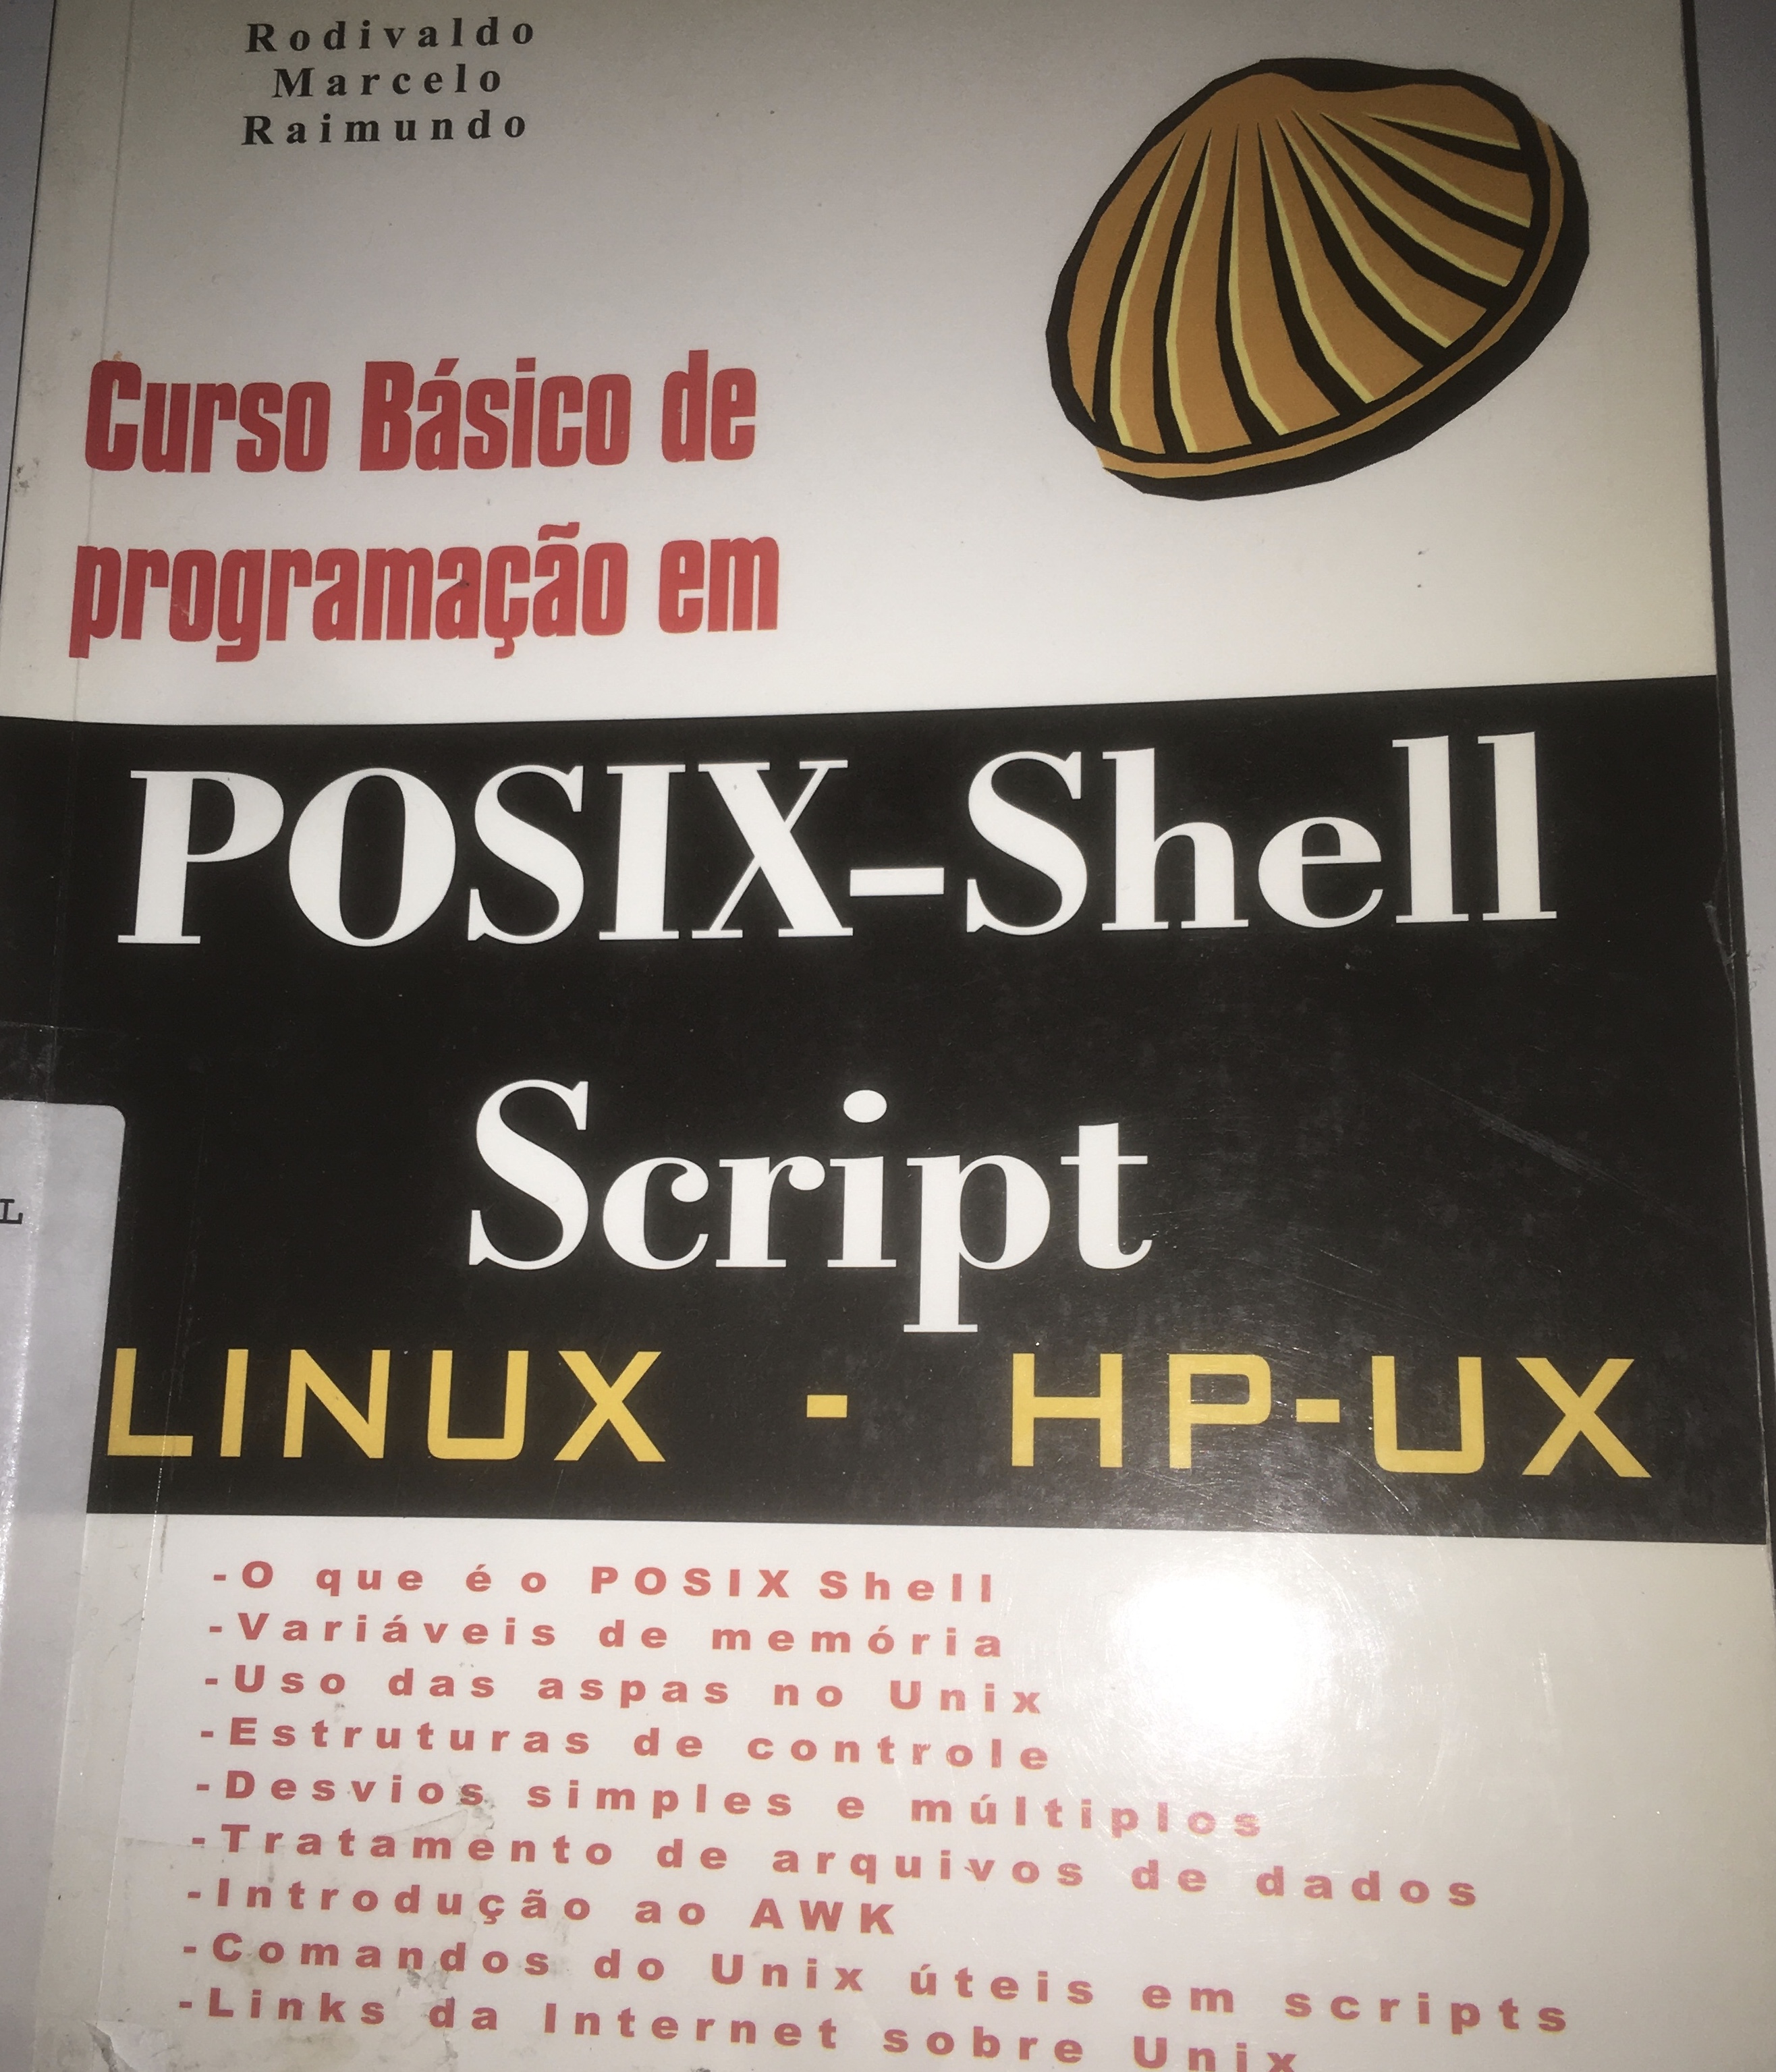 Rodivaldo
Marcelo
Raimundo
Curso Básico de
programação em
POSIX-Shell
Script
LINUX - HP-UX
L
-O que é o POSIX Shell
-Variáveis de memória
-Uso das aspas no Unix
-Estruturas de controle
-Desvios simples e múltiplos
-Tratamento de arquivos de dados
-Introdução ao AWK
-Comandos do Unix úteis em scripts
-Links da Internet sobre Unix